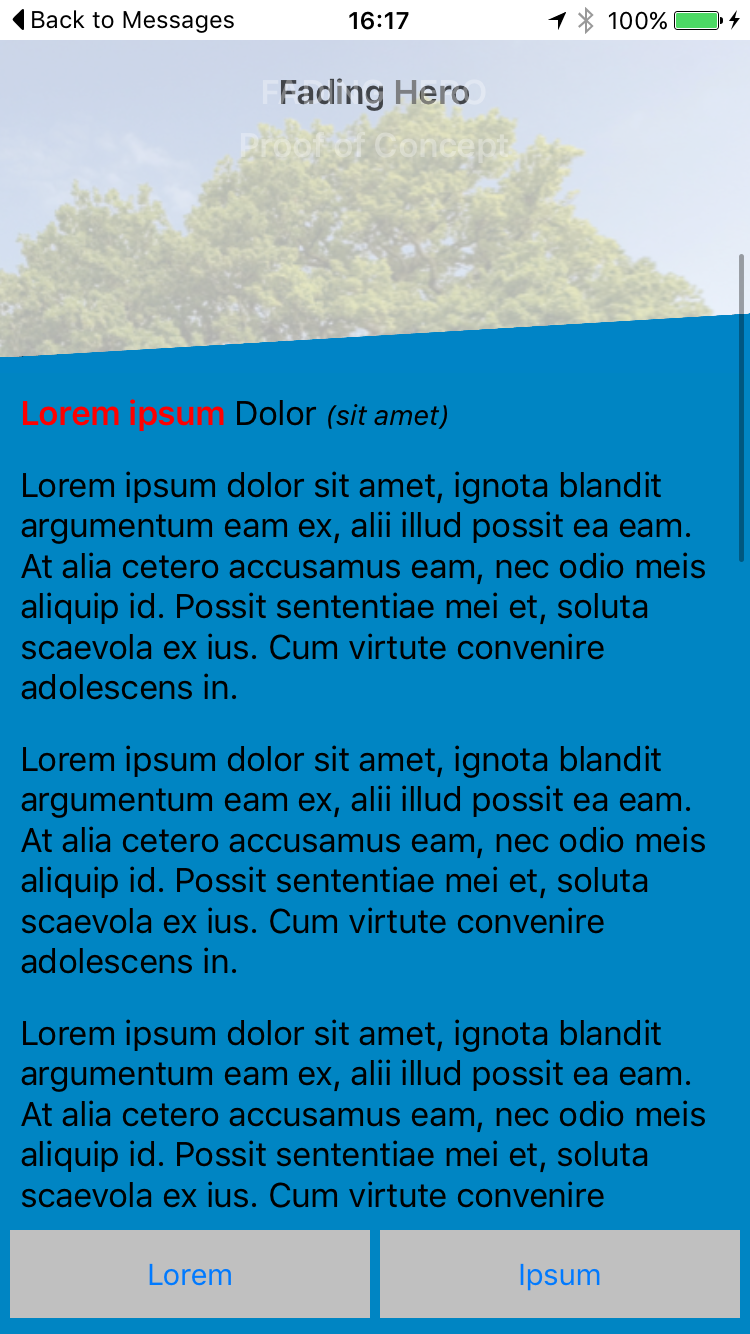 Back to Messages 16:17 100%
Fading Hero
FADING HERO
Proof of Concept
Lorem ipsum Dolor (sit amet)
Lorem ipsum dolor sit amet, ignota blandit
argumentum eam ex, alii illud possit ea eam.
At alia cetero accusamus eam, nec odio meis
aliquip id. Possit sententiae mei et, soluta
scaevola ex ius. Cum virtute convenire
adolescens in.
Lorem ipsum dolor sit amet, ignota blandit
argumentum eam ex, alii illud possit ea eam.
At alia cetero accusamus eam, nec odio meis
aliquip id. Possit sententiae mei et, soluta
scaevola ex ius. Cum virtute convenire
adolescens in.
Lorem ipsum dolor sit amet, ignota blandit
argumentum eam ex, alii illud possit ea eam.
At alia cetero accusamus eam, nec odio meis
aliquip id. Possit sententiae mei et, soluta
scaevola ex ius. Cum virtute convenire
Lorem Ipsum